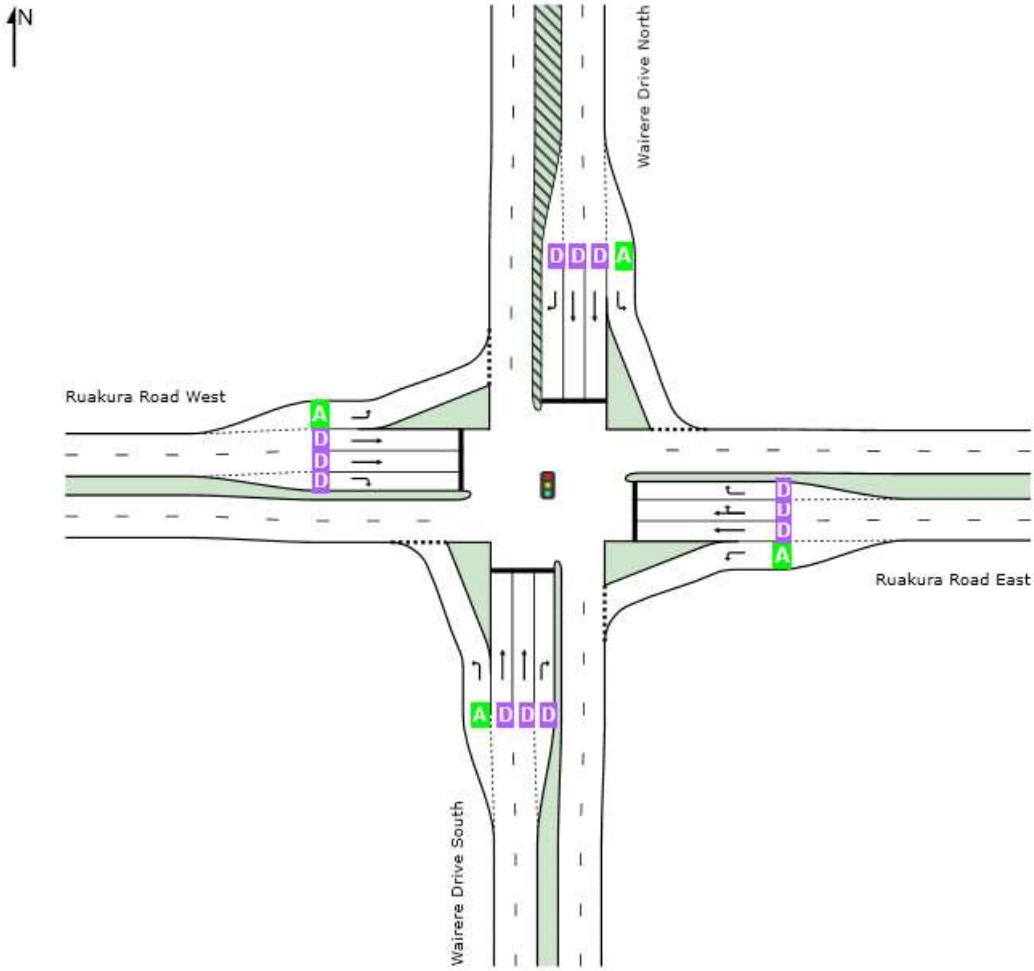 N
Wairere Drive North
D D D A
Ruakura Road West
A
D
D
D
D
D
D
A
Ruakura Road East
A D D D
Wairere Drive South